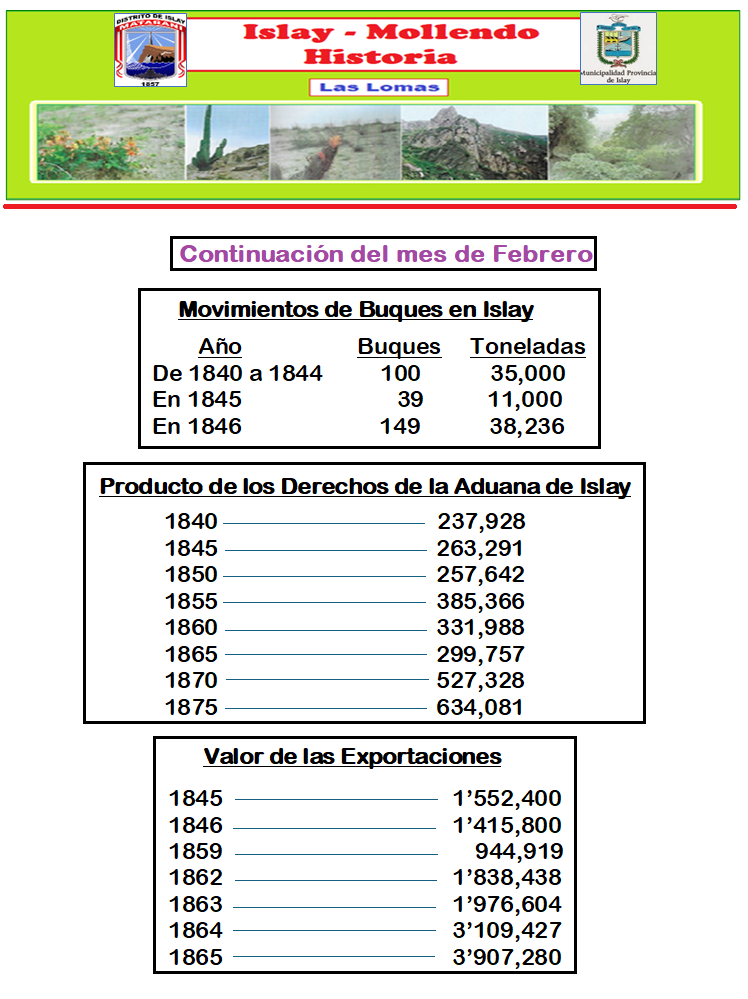 DISTRITO DE ISLAY
MATARANI
1857
Islay - Mollendo
Historia
Municipalidad Provincia
de Islay
Las Lomas
Continuación del mes de Febrero
Movimientos de Buques en Islay
Año Buques Toneladas
De 1840 a 1844 100 35,000
En 1845 39 11,000
En 1846 149 38,236
Producto de los Derechos de la Aduana de Islay
1840 237,928
1845 263,291
1850 257,642
1855 385,366
1860 331,988
1865 299,757
1870 527,328
1875 634,081
Valor de las Exportaciones
1845 1’552,400
1846 1’415,800
1859 944,919
1862 1’838,438
1863 1’976,604
1864 3’109,427
1865 3’907,280